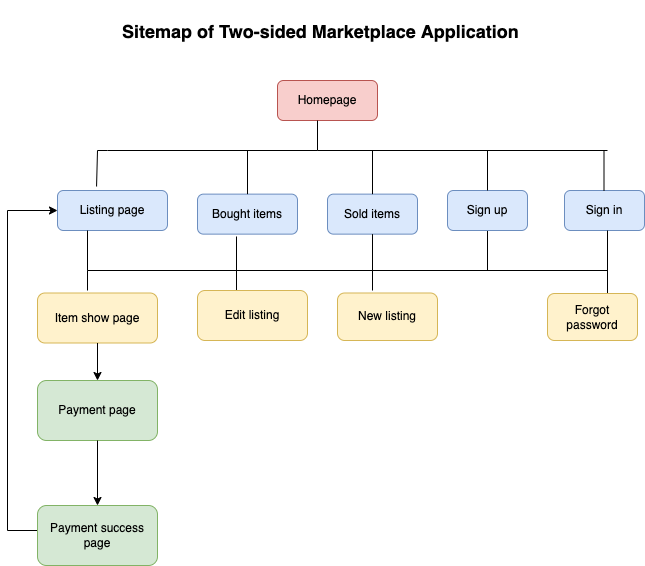 Sitemap of Two-sided Marketplace Application
Homepage
Listing page
Bought items
Sold items
Sign up
Sign in
Item show page
Edit listing
New listing
Forgot
password
Payment page
Payment success
page